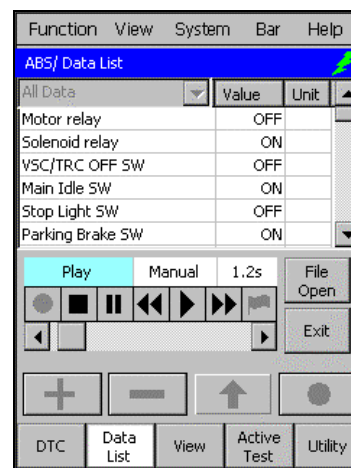 Function View System Bar Help
ABS/ Data List
All Data Value Unit
Motor relay OFF
Solenoid relay ON
VSC/TRC OFF SW OFF
Main Idle SW ON
Stop Light SW OFF
Parking Brake SW ON
Play Manual 1.2s
File Open
Exit
DTC Data List View Active Test Utility